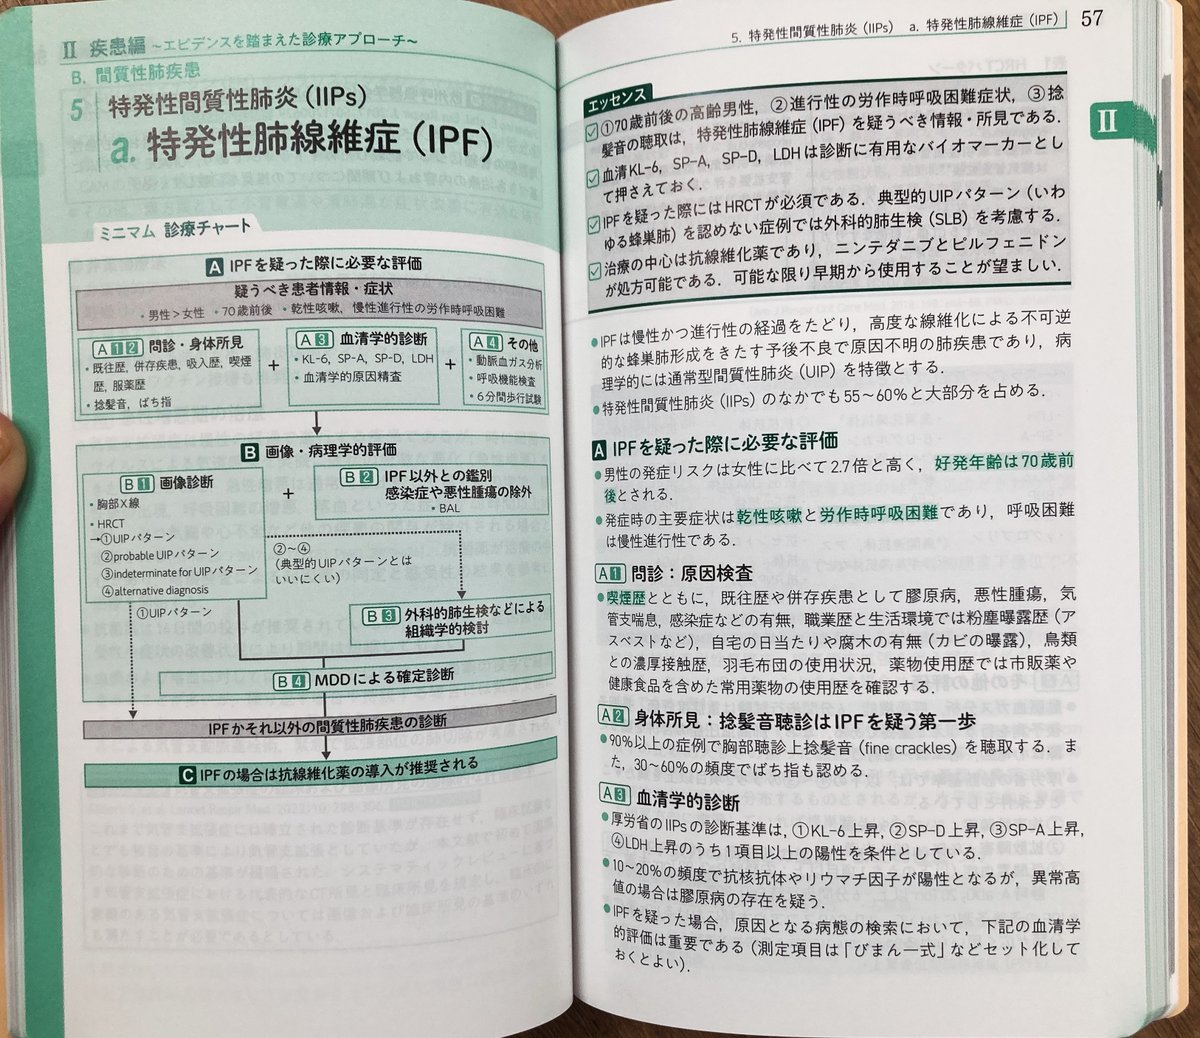 II 疾患編 ～エビデンスを踏まえた診療アプローチ～
B. 間質性肺疾患
5 特発性間質性肺炎（IIPs）
a. 特発性肺線維症（IPF）
ミニマム 診療チャート
A IPFを疑った際に必要な評価
疑うべき患者情報・症状
・男性＞女性 ・70歳前後 ・乾性咳嗽，慢性進行性の労作時呼吸困難
A 1 2 問診・身体所見
・既往歴，併存疾患，吸入歴，喫煙
歴，服薬歴
・捻髪音，ばち指
+
A 3 血清学的診断
・KL-6，SP-A，SP-D，LDH
・血清学的原因精査
+
A 4 その他
・動脈血ガス分析
・呼吸機能検査
・6分間歩行試験
B 画像・病理学的評価
B 1 画像診断
・胸部X線
・HRCT
→①UIPパターン
②probable UIPパターン
③indeterminate for UIPパターン
④alternative diagnosis
+
B 2 IPF以外との鑑別
感染症や悪性腫瘍の除外
・BAL
②～④
（典型的UIPパターンとは
いいにくい）
①UIPパターン
B 3 外科的肺生検などによる
組織学的検討
B 4 MDDによる確定診断
IPFかそれ以外の間質性肺疾患の診断
C IPFの場合は抗線維化薬の導入が推奨される
5. 特発性間質性肺炎（IIPs） a. 特発性肺線維症（IPF） 57
II
エッセンス
①70歳前後の高齢男性，②進行性の労作時呼吸困難症状，③捻
髪音の聴取は，特発性肺線維症（IPF）を疑うべき情報・所見である．
血清KL-6，SP-A，SP-D，LDHは診断に有用なバイオマーカーとし
て押さえておく．
IPFを疑った際にはHRCTが必須である．典型的UIPパターン（いわ
ゆる蜂巣肺）を認めない症例では外科的肺生検（SLB）を考慮する．
治療の中心は抗線維化薬であり，ニンテダニブとピルフェニドン
が処方可能である．可能な限り早期から使用することが望ましい．
●IPFは慢性かつ進行性の経過をたどり，高度な線維化による不可逆
的な蜂巣肺形成をきたす予後不良で原因不明の肺疾患であり，病
理学的には通常型間質性肺炎（UIP）を特徴とする．
●特発性間質性肺炎（IIPs）のなかでも55～60％と大部分を占める．
A IPFを疑った際に必要な評価
●男性の発症リスクは女性に比べて2.7倍と高く，好発年齢は70歳前
後とされる．
●発症時の主要症状は乾性咳嗽と労作時呼吸困難であり，呼吸困難
は慢性進行性である．
A 1 問診：原因検査
●喫煙歴とともに，既往歴や併存疾患として膠原病，悪性腫瘍，気
管支喘息，感染症などの有無，職業歴と生活環境では粉塵曝露歴（ア
スベストなど），自宅の日当たりや腐木の有無（カビの曝露），鳥類
との濃厚接触歴，羽毛布団の使用状況，薬物使用歴では市販薬や
健康食品を含めた常用薬物の使用歴を確認する．
A 2 身体所見：捻髪音聴診はIPFを疑う第一歩
●90％以上の症例で胸部聴診上捻髪音（fine crackles）を聴取する．ま
た，30～60％の頻度でばち指も認める．
A 3 血清学的診断
●厚労省のIIPsの診断基準は，①KL-6上昇，②SP-D上昇，③SP-A上昇，
④LDH上昇のうち1項目以上の陽性を条件としている．
●10～20％の頻度で抗核抗体やリウマチ因子が陽性となるが，異常高
値の場合は膠原病の存在を疑う．
●IPFを疑った場合，原因となる病態の検索において，下記の血清学
的評価は重要である（測定項目は「びまん一式」などセット化して
おくとよい）．